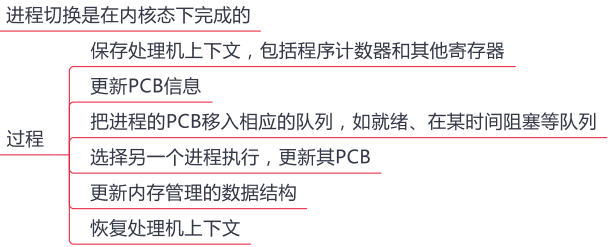 进程切换是在内核态下完成的
过程
保存处理机上下文，包括程序计数器和其他寄存器
更新PCB信息
把进程的PCB移入相应的队列，如就绪、在某时间阻塞等队列
选择另一个进程执行，更新其PCB
更新内存管理的数据结构
恢复处理机上下文